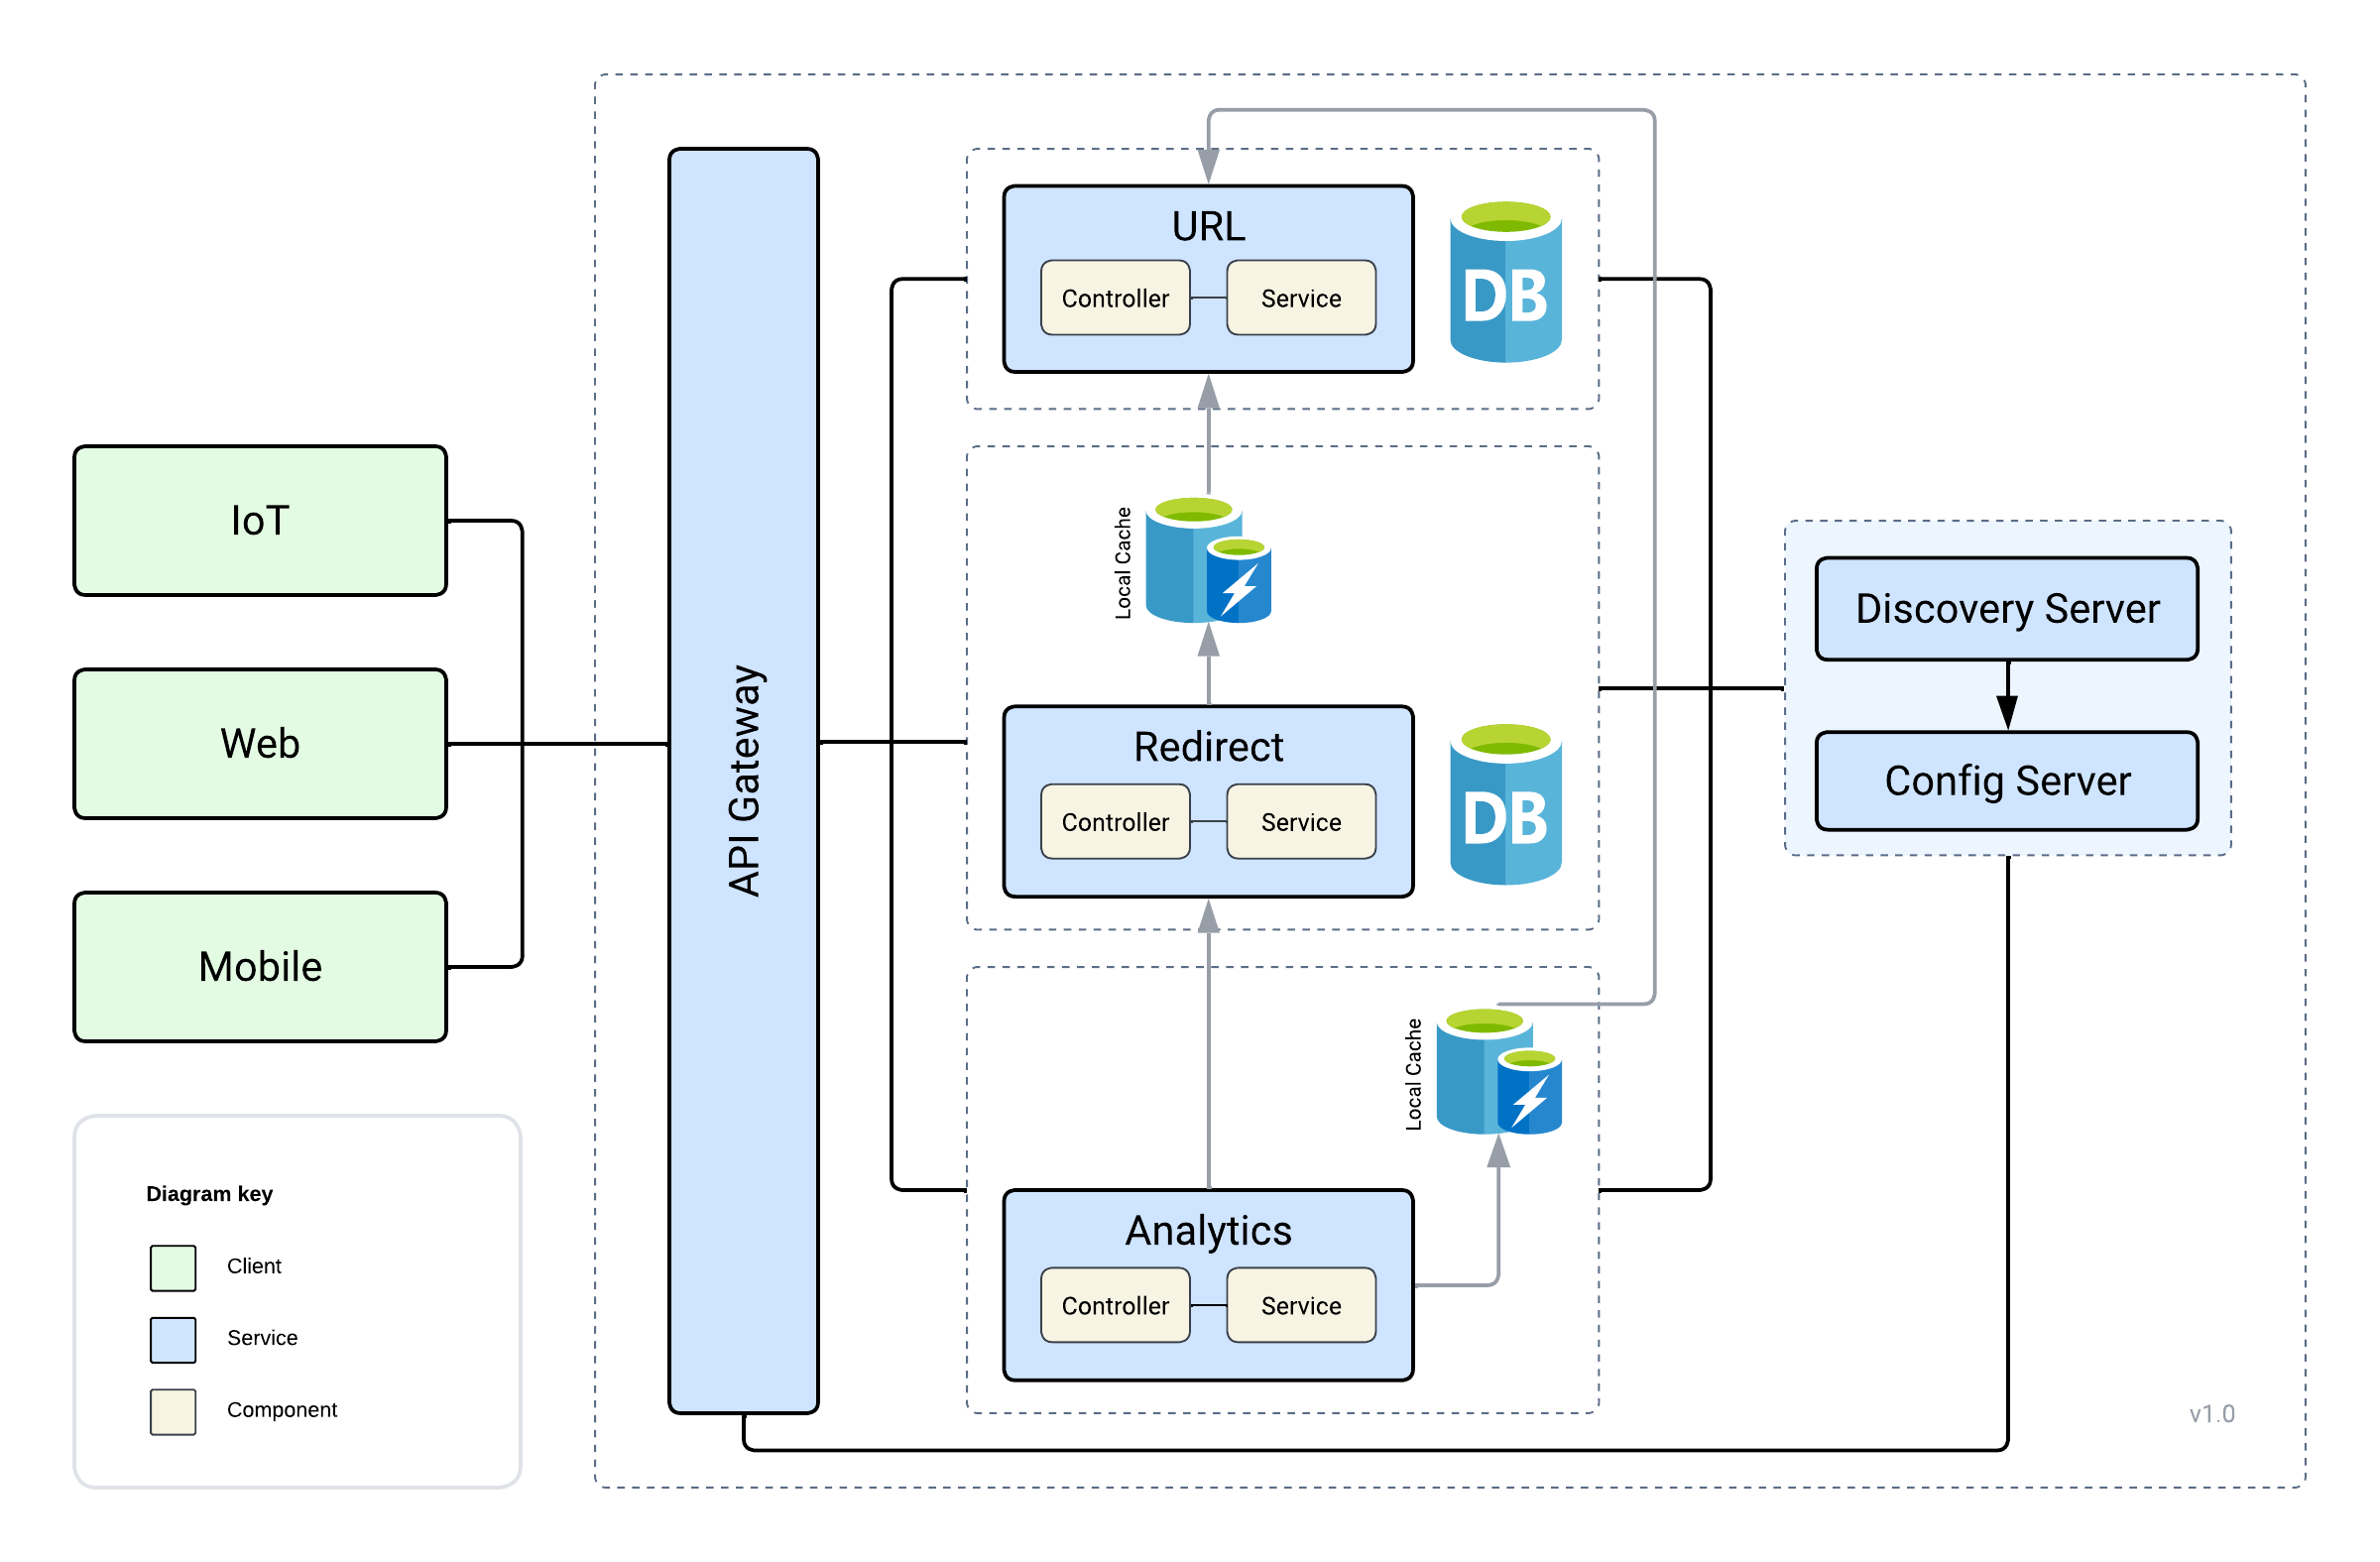 IoT
Web
Mobile
Diagram key
Client
Service
Component
API Gateway
URL
Controller
Service
DB
Local Cache
Redirect
Controller
Service
DB
Local Cache
Analytics
Controller
Service
Discovery Server
Config Server
v1.0